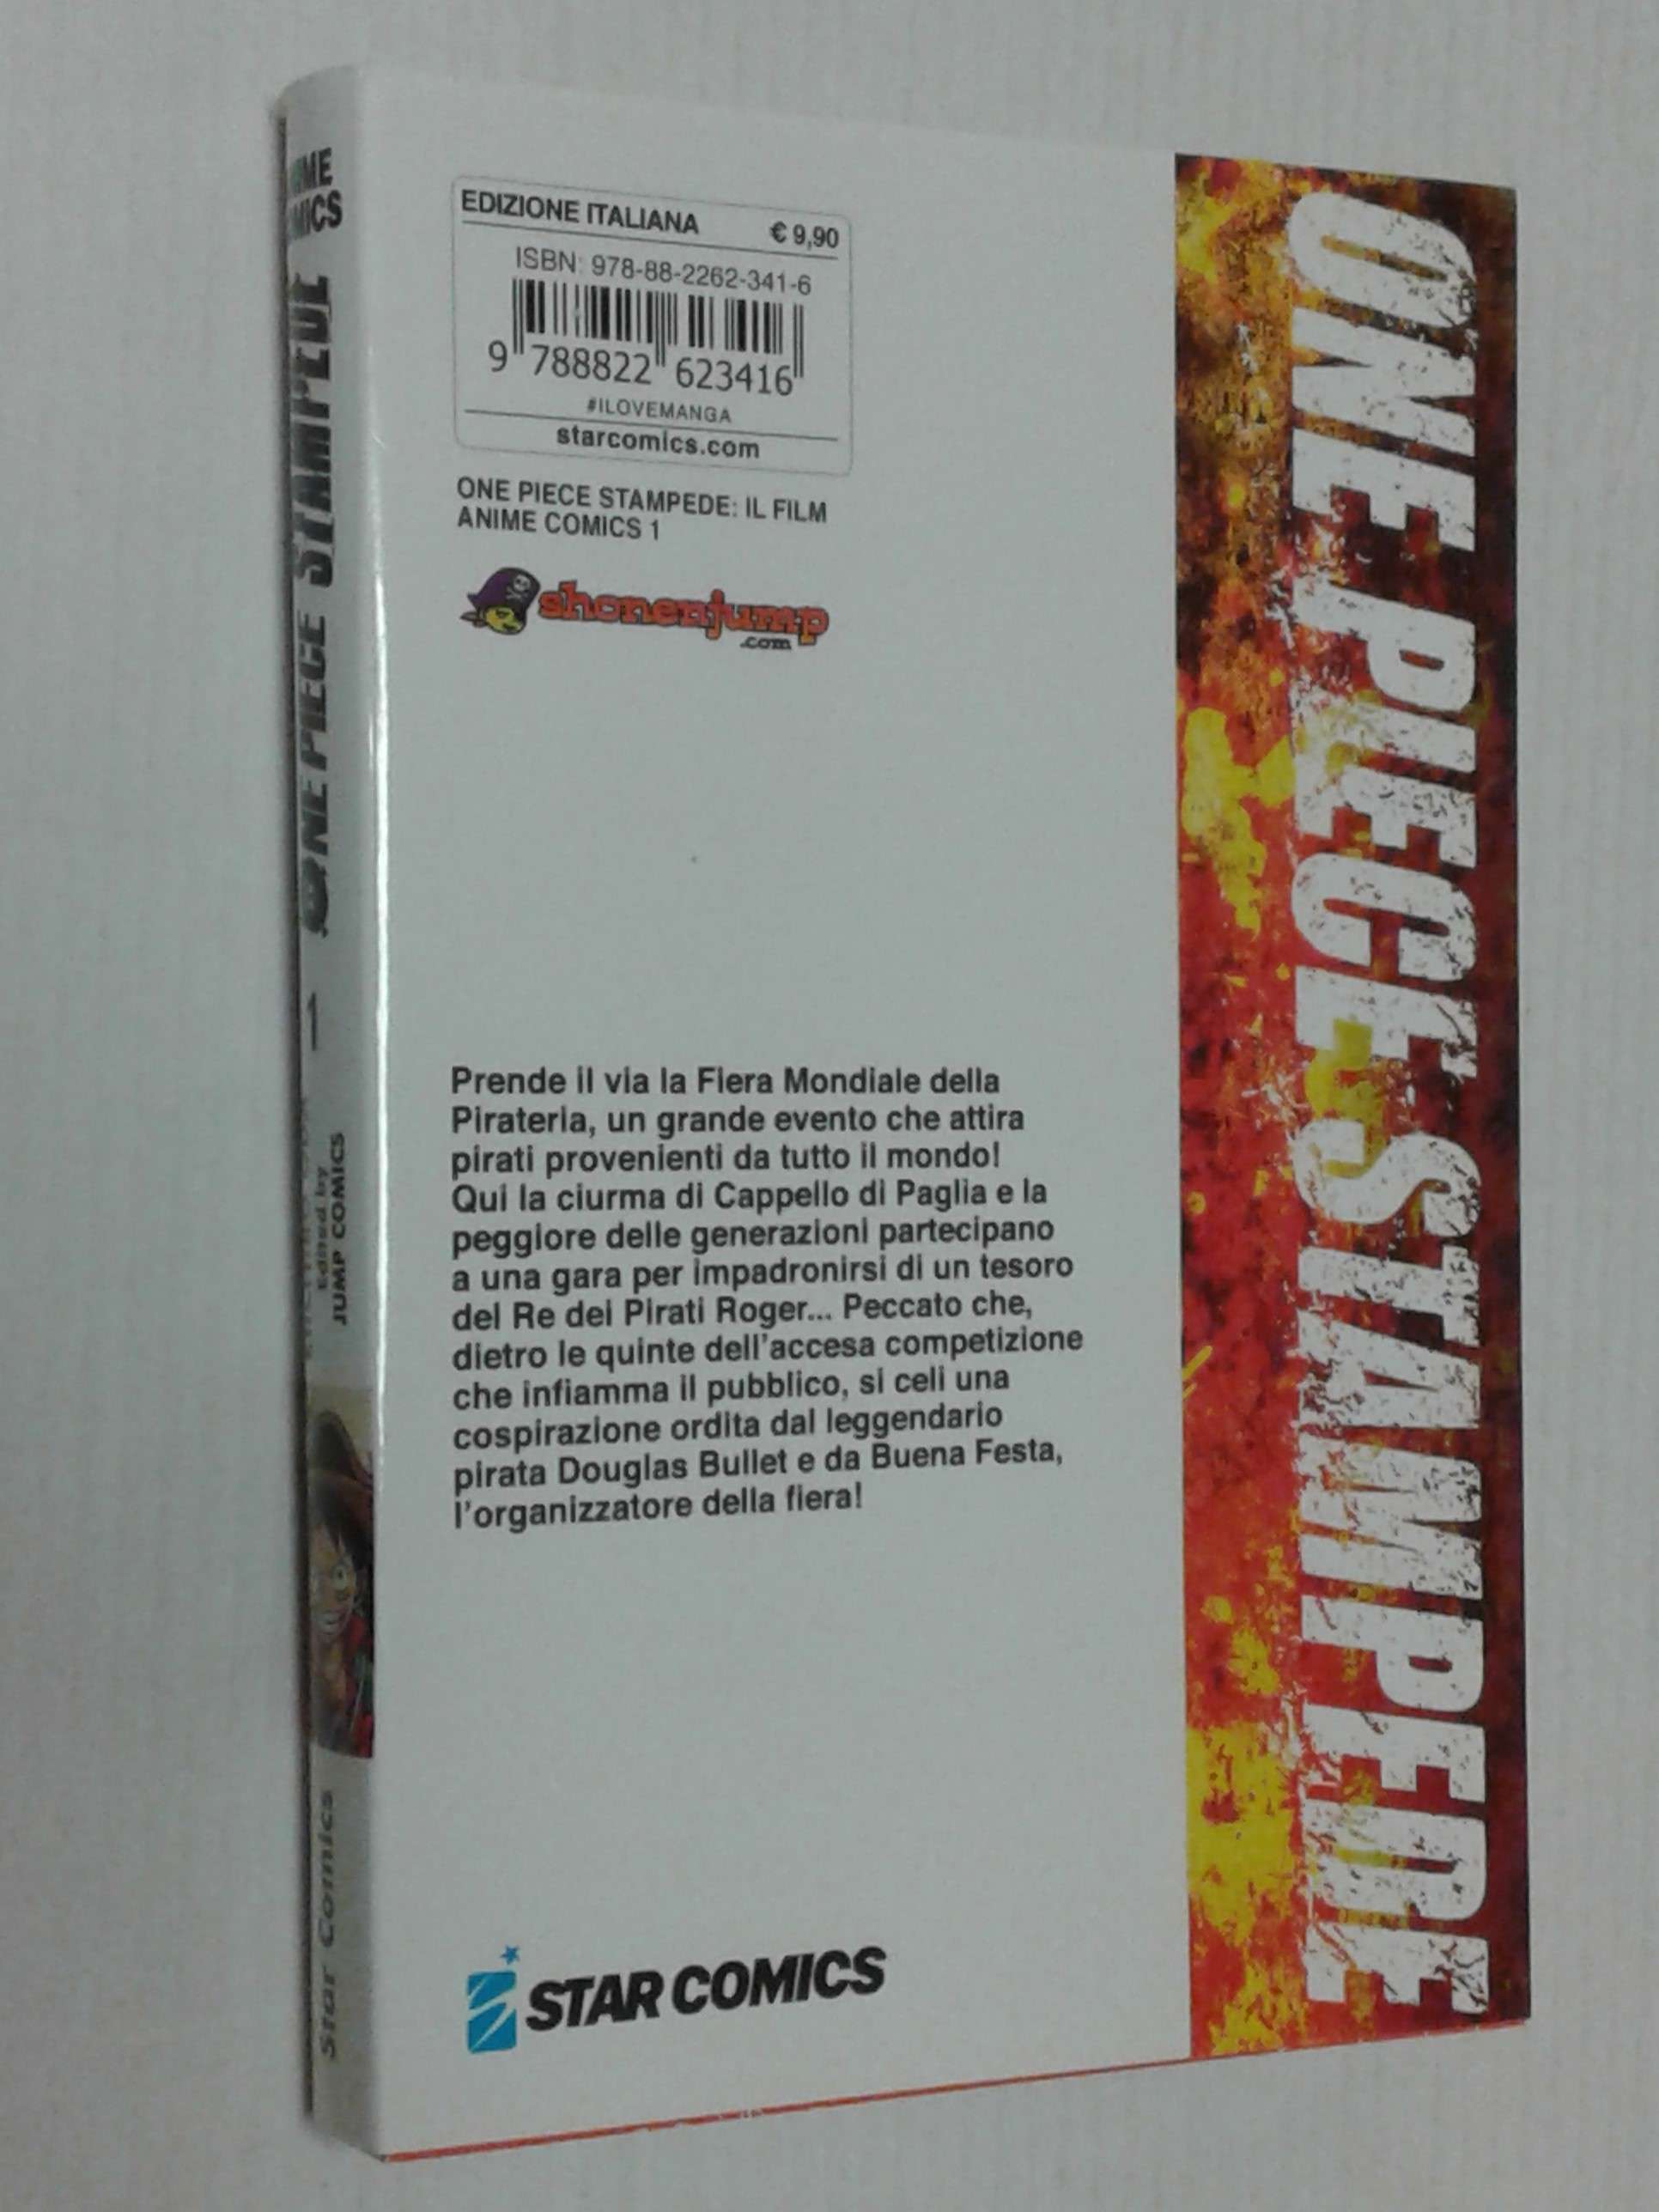 ONE PIECE STAMPEDE
1
Edited by
JUMP COMICS
Star Comics
EDIZIONE ITALIANA € 9,90
ISBN: 978-88-2262-341-6
9 788822 623416
#ILOVEMANGA
starcomics.com
ONE PIECE STAMPEDE: IL FILM
ANIME COMICS 1
shonenjump
.com
Prende il via la Fiera Mondiale della
Pirateria, un grande evento che attira
pirati provenienti da tutto il mondo!
Qui la ciurma di Cappello di Paglia e la
peggiore delle generazioni partecipano
a una gara per impadronirsi di un tesoro
del Re dei Pirati Roger... Peccato che,
dietro le quinte dell'accesa competizione
che infiamma il pubblico, si celi una
cospirazione ordita dal leggendario
pirata Douglas Bullet e da Buena Festa,
l'organizzatore della fiera!
STAR COMICS
ONE PIECE STAMPEDE